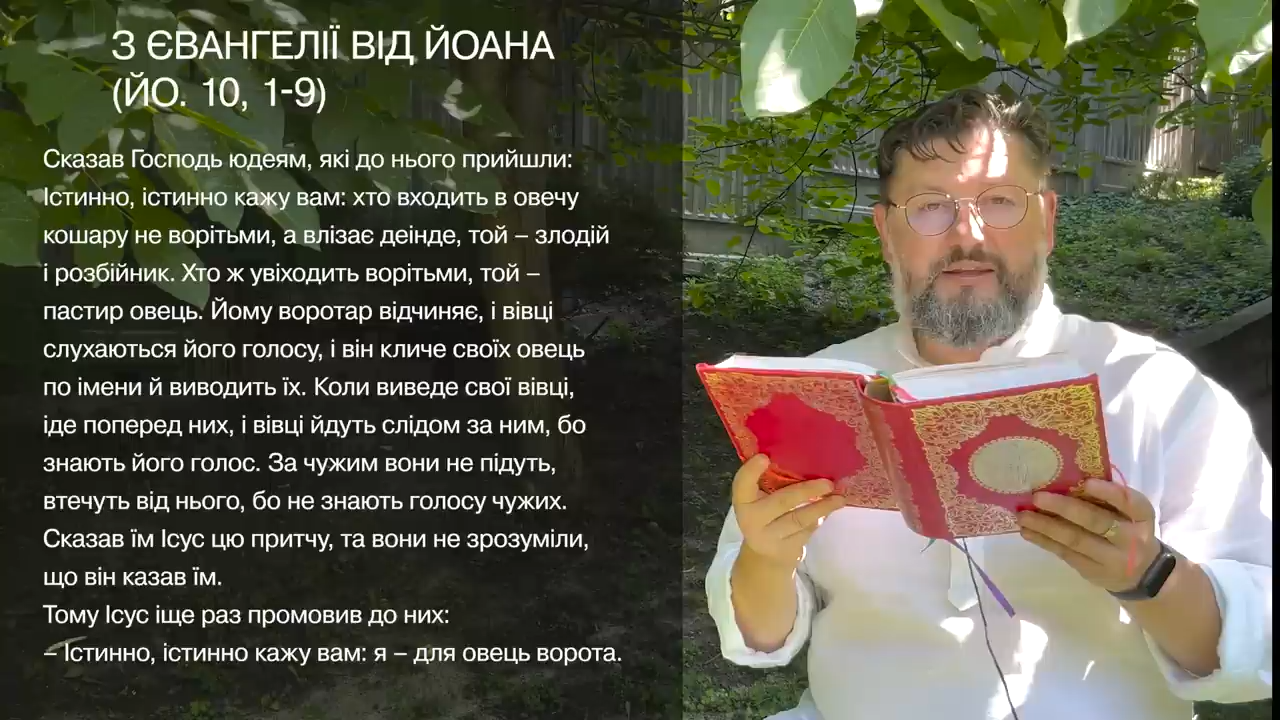 З ЄВАНГЕЛІЇ ВІД ЙОАНА
(ЙО. 10, 1-9)
Сказав Господь юдеям, які до нього прийшли:
Істинно, істинно кажу вам: хто входить в овечу
кошару не ворітьми, а влізає деінде, той – злодій
і розбійник. Хто ж увіходить ворітьми, той –
пастир овець. Йому воротар відчиняє, і вівці
слухаються його голосу, і він кличе своїх овець
по імени й виводить їх. Коли виведе свої вівці,
іде поперед них, і вівці йдуть слідом за ним, бо
знають його голос. За чужим вони не підуть,
втечуть від нього, бо не знають голосу чужих.
Сказав їм Ісус цю притчу, та вони не зрозуміли,
що він казав їм.
Тому Ісус іще раз промовив до них:
– Істинно, істинно кажу вам: я – для овець ворота.